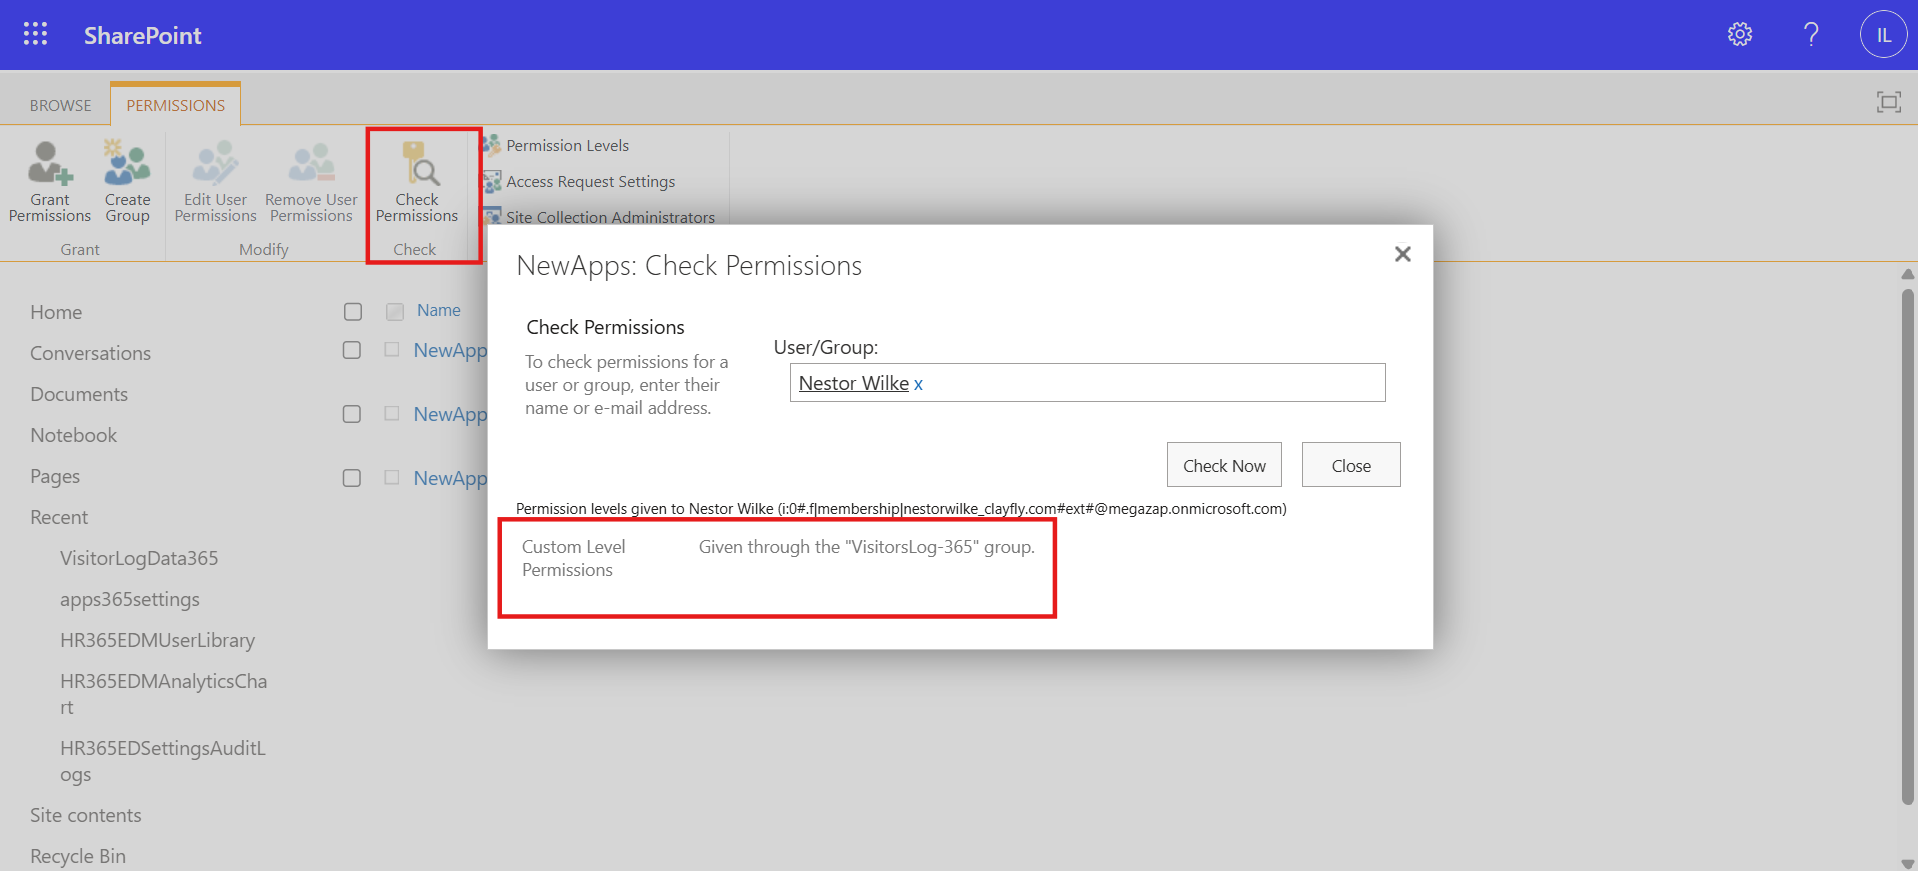 SharePoint
IL
BROWSE
PERMISSIONS
Grant
Permissions
Create
Group
Grant
Edit User
Permissions
Remove User
Permissions
Modify
Check
Permissions
Check
Permission Levels
Access Request Settings
Site Collection Administrators
Home
Conversations
Documents
Notebook
Pages
Recent
VisitorLogData365
apps365settings
HR365EDMUserLibrary
HR365EDMAnalyticsCha
rt
HR365EDSettingsAuditL
ogs
Site contents
Recycle Bin
Name
NewApp
NewApp
NewApp
NewApps: Check Permissions
Check Permissions
To check permissions for a
user or group, enter their
name or e-mail address.
User/Group:
Nestor Wilke x
Check Now
Close
Permission levels given to Nestor Wilke (i:0#.f|membership|nestorwilke_clayfly.com#ext#@megazap.onmicrosoft.com)
Custom Level
Permissions
Given through the "VisitorsLog-365" group.